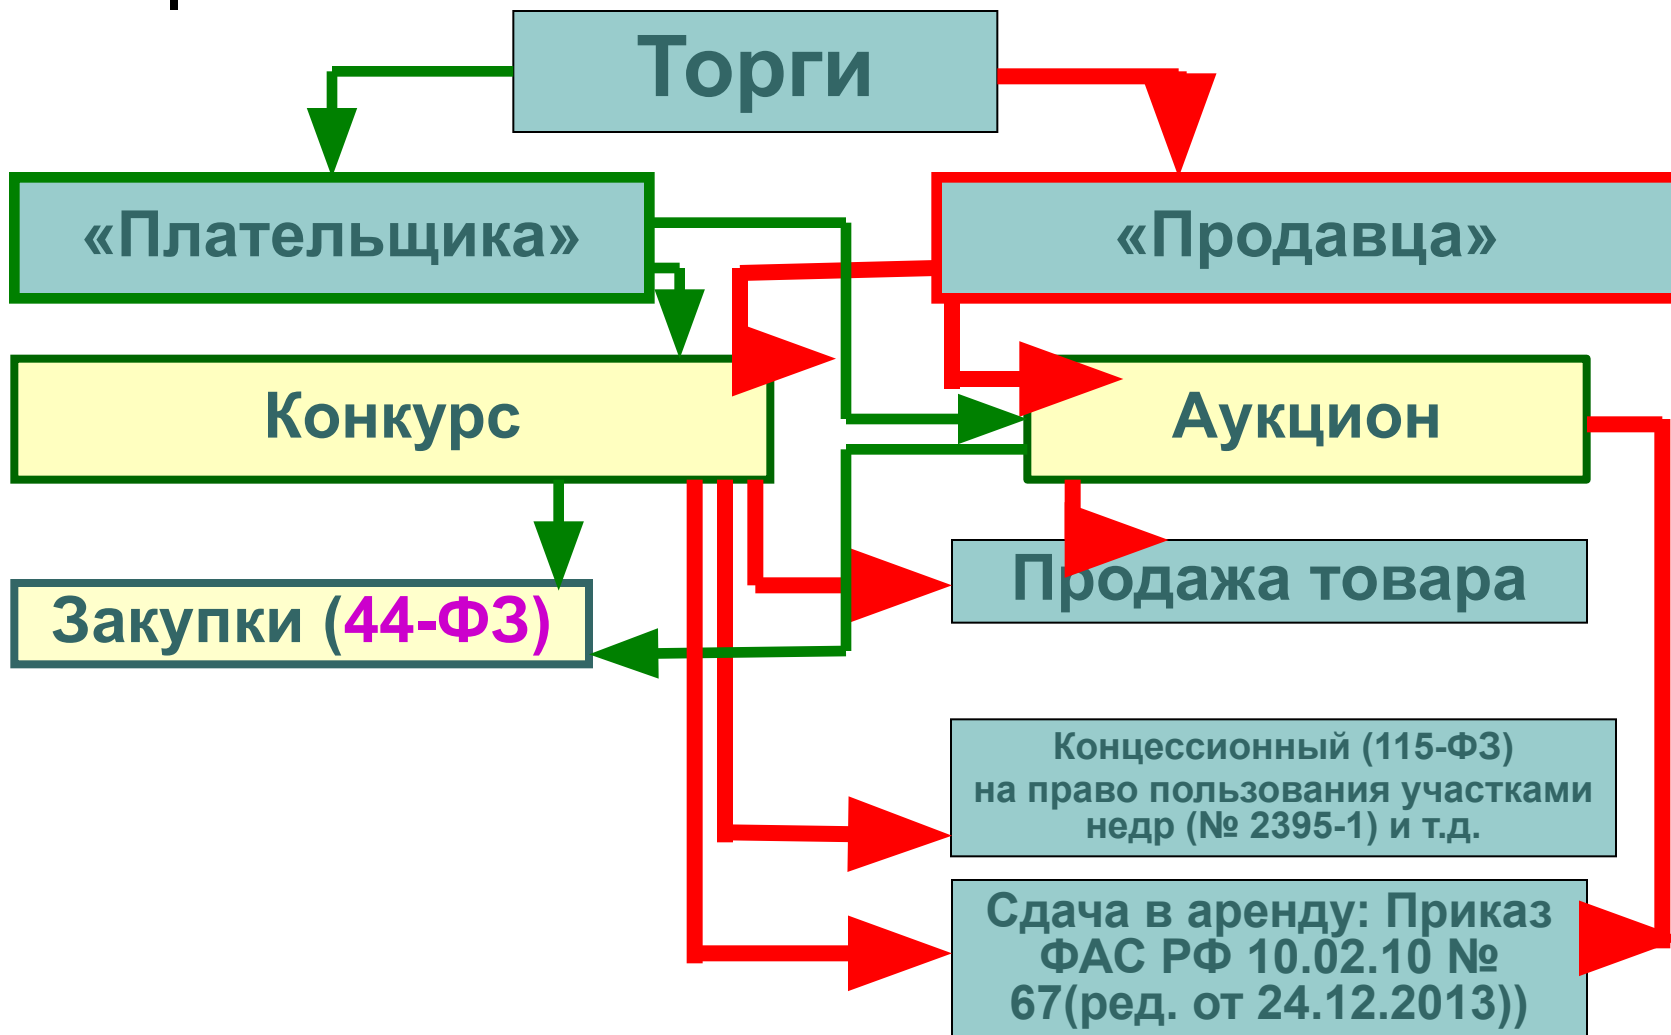 Торги
«Плательщика»
«Продавца»
Конкурс
Аукцион
Закупки (44-ФЗ)
Продажа товара
Концессионный (115-ФЗ)
на право пользования участками
недр (№ 2395-1) и т.д.
Сдача в аренду: Приказ
ФАС РФ 10.02.10 №
67(ред. от 24.12.2013))